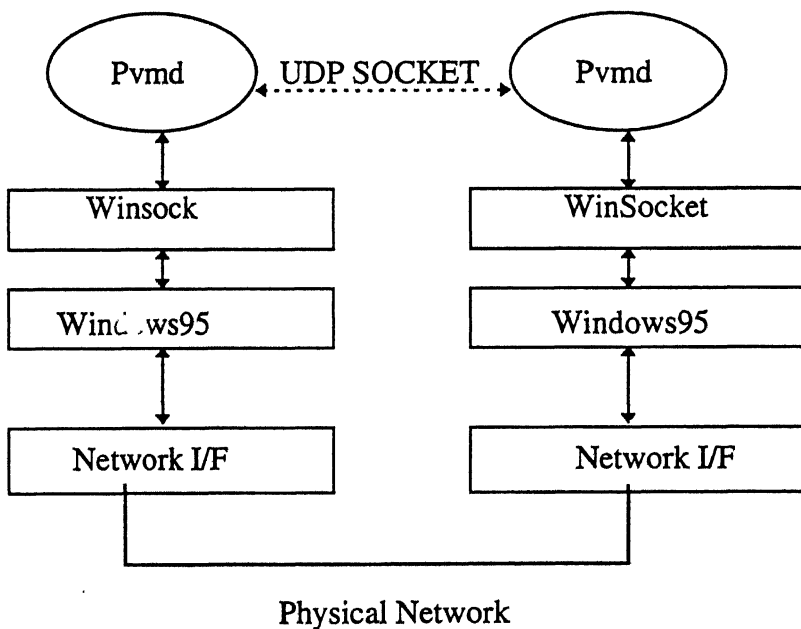 Pvmd UDP SOCKET Pvmd
Winsock WinSocket
Windows95
Network I/F Network I/F
Physical Network